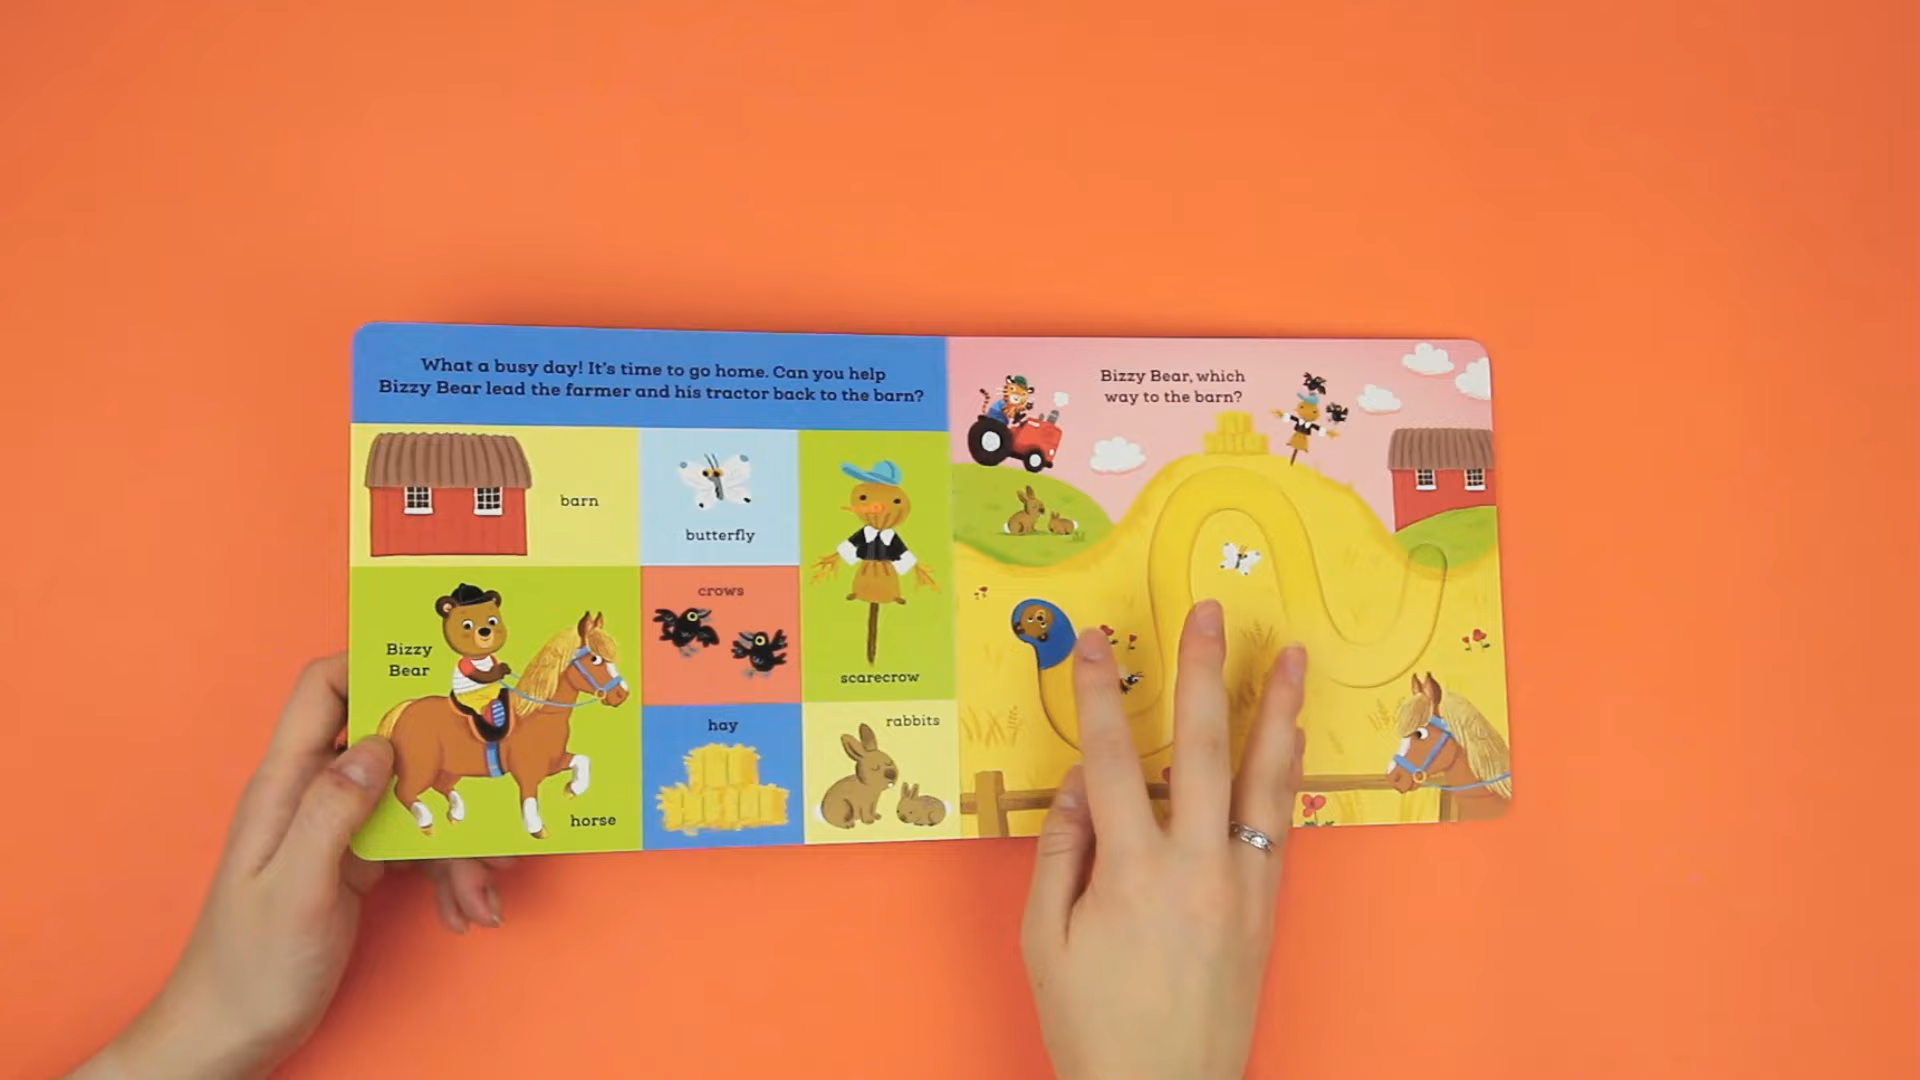 What a busy day! It's time to go home. Can you help
Bizzy Bear lead the farmer and his tractor back to the barn?
barn
butterfly
crows
Bizzy
Bear
scarecrow
hay
rabbits
horse
Bizzy Bear, which
way to the barn?